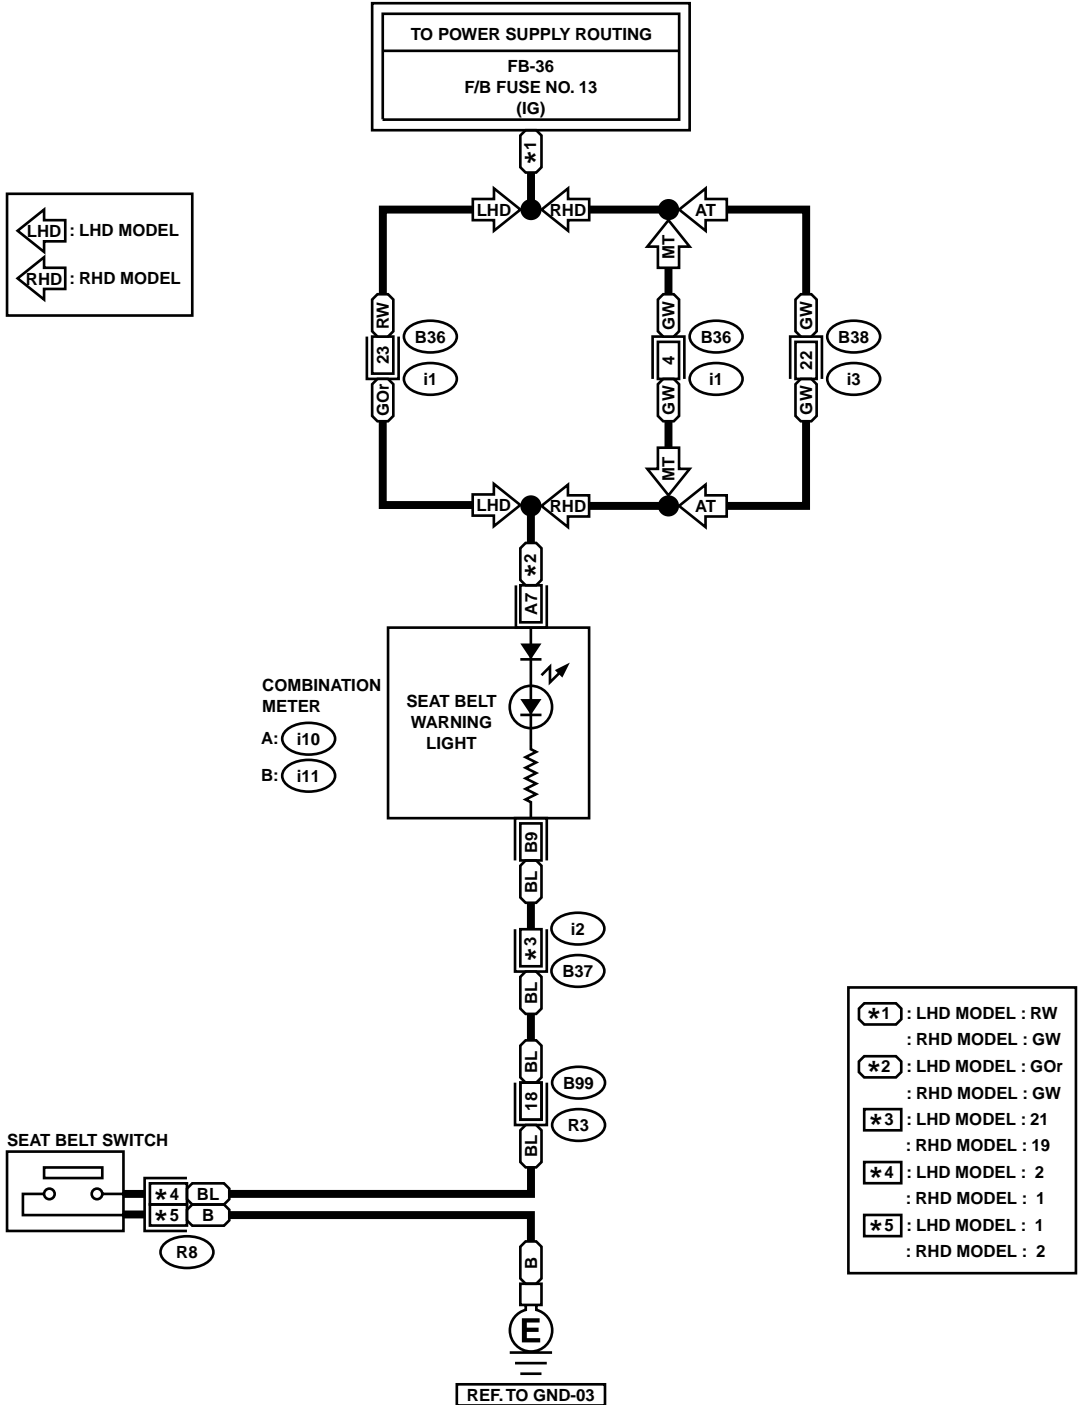 TO POWER SUPPLY ROUTING
FB-36
F/B FUSE NO. 13
(IG)
*1
LHD : LHD MODEL
RHD : RHD MODEL
LHD
RHD
AT
MT
RW
GW
GW
23
B36
i1
4
B36
i1
22
B38
i3
GOr
GW
GW
MT
LHD
RHD
AT
*2
A7
COMBINATION
METER
A: i10
B: i11
SEAT BELT
WARNING
LIGHT
B9
BL
*3
i2
B37
BL
BL
18
B99
R3
BL
SEAT BELT SWITCH
*4 BL
*5 B
R8
B
E
REF. TO GND-03
*1 : LHD MODEL : RW
: RHD MODEL : GW
*2 : LHD MODEL : GOr
: RHD MODEL : GW
*3 : LHD MODEL : 21
: RHD MODEL : 19
*4 : LHD MODEL : 2
: RHD MODEL : 1
*5 : LHD MODEL : 1
: RHD MODEL : 2